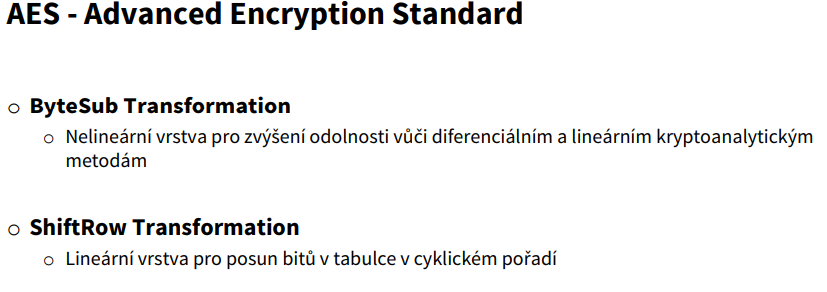 AES - Advanced Encryption Standard
ByteSub Transformation
Nelineární vrstva pro zvýšení odolnosti vůči diferenciálním a lineárním kryptoanalytickým
metodám
ShiftRow Transformation
Lineární vrstva pro posun bitů v tabulce v cyklickém pořadí